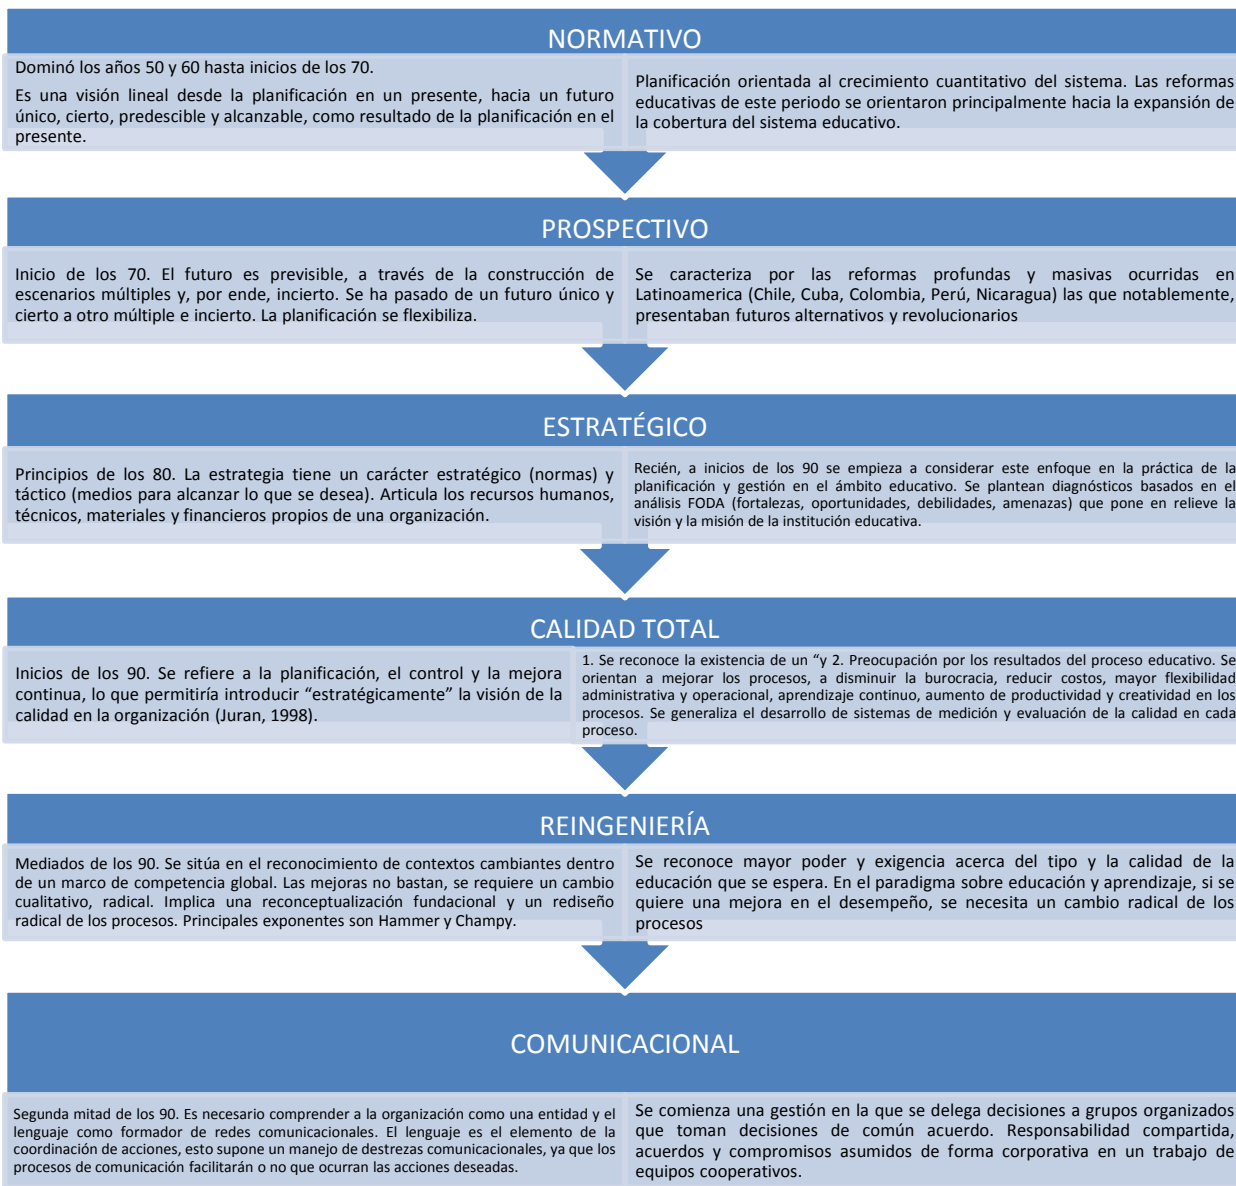 NORMATIVO
Dominó los años 50 y 60 hasta inicios de los 70.
Es una visión lineal desde la planificación en un presente, hacia un futuro
único, cierto, predescible y alcanzable, como resultado de la planificación en el
presente.
Planificación orientada al crecimiento cuantitativo del sistema. Las reformas
educativas de este periodo se orientaron principalmente hacia la expansión de
la cobertura del sistema educativo.
PROSPECTIVO
Inicio de los 70. El futuro es previsible, a través de la construcción de
escenarios múltiples y, por ende, incierto. Se ha pasado de un futuro único y
cierto a otro múltiple e incierto. La planificación se flexibiliza.
Se caracteriza por las reformas profundas y masivas ocurridas en
Latinoamerica (Chile, Cuba, Colombia, Perú, Nicaragua) las que notablemente,
presentaban futuros alternativos y revolucionarios
ESTRATÉGICO
Principios de los 80. La estrategia tiene un carácter estratégico (normas) y
táctico (medios para alcanzar lo que se desea). Articula los recursos humanos,
técnicos, materiales y financieros propios de una organización.
Recién, a inicios de los 90 se empieza a considerar este enfoque en la práctica de la
planificación y gestión en el ámbito educativo. Se plantean diagnósticos basados en el
análisis FODA (fortalezas, oportunidades, debilidades, amenazas) que pone en relieve la
visión y la misión de la institución educativa.
CALIDAD TOTAL
Inicios de los 90. Se refiere a la planificación, el control y la mejora
continua, lo que permitiría introducir “estratégicamente” la visión de la
calidad en la organización (Juran, 1998).
1. Se reconoce la existencia de un “y 2. Preocupación por los resultados del proceso educativo. Se
orientan a mejorar los procesos, a disminuir la burocracia, reducir costos, mayor flexibilidad
administrativa y operacional, aprendizaje continuo, aumento de productividad y creatividad en los
procesos. Se generaliza el desarrollo de sistemas de medición y evaluación de la calidad en cada
proceso.
REINGENIERÍA
Mediados de los 90. Se sitúa en el reconocimiento de contextos cambiantes dentro
de un marco de competencia global. Las mejoras no bastan, se requiere un cambio
cualitativo, radical. Implica una reconceptualización fundacional y un rediseño
radical de los procesos. Principales exponentes son Hammer y Champy.
Se reconoce mayor poder y exigencia acerca del tipo y la calidad de la
educación que se espera. En el paradigma sobre educación y aprendizaje, si se
quiere una mejora en el desempeño, se necesita un cambio radical de los
procesos
COMUNICACIONAL
Segunda mitad de los 90. Es necesario comprender a la organización como una entidad y el
lenguaje como formador de redes comunicacionales. El lenguaje es el elemento de la
coordinación de acciones, esto supone un manejo de destrezas comunicacionales, ya que los
procesos de comunicación facilitarán o no que ocurran las acciones deseadas.
Se comienza una gestión en la que se delega decisiones a grupos organizados
que toman decisiones de común acuerdo. Responsabilidad compartida,
acuerdos y compromisos asumidos de forma corporativa en un trabajo de
equipos cooperativos.